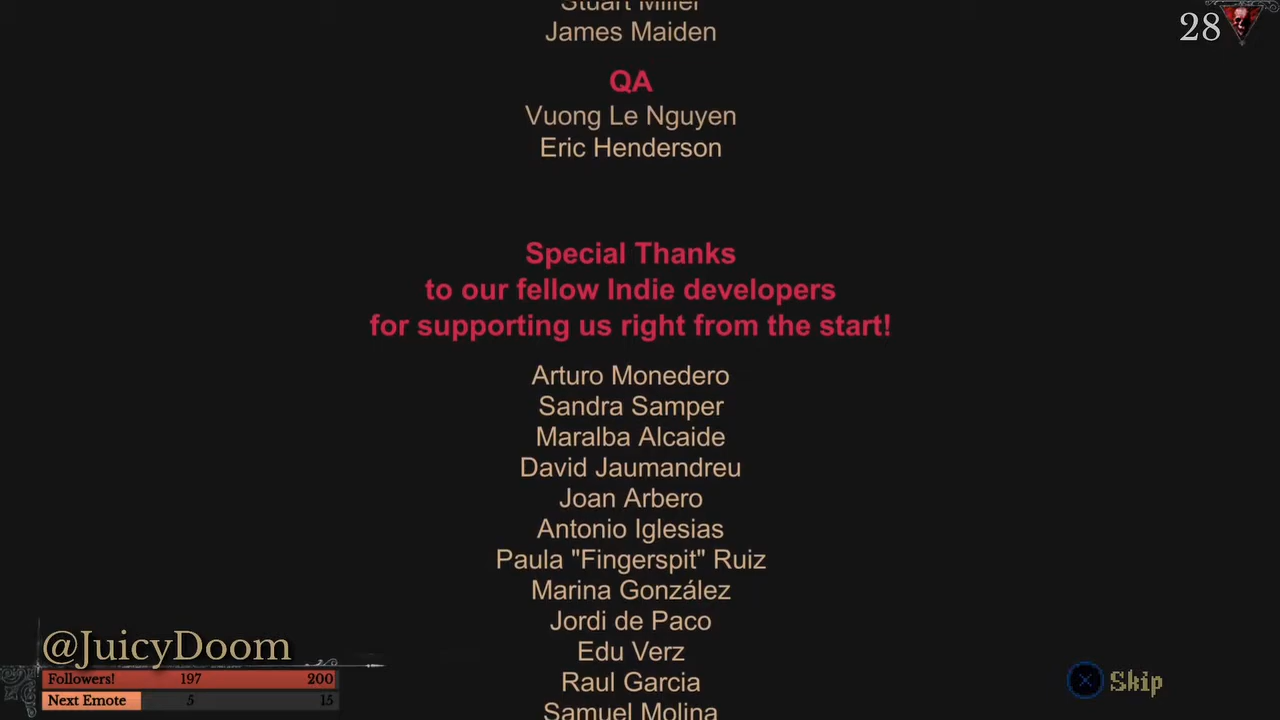 Stuart Miller
James Maiden
28
QA
Vuong Le Nguyen
Eric Henderson
Special Thanks
to our fellow Indie developers
for supporting us right from the start!
Arturo Monedero
Sandra Samper
Maralba Alcaide
David Jaumandreu
Joan Arbero
Antonio Iglesias
Paula "Fingerspit" Ruiz
Marina González
Jordi de Paco
Edu Verz
Raul Garcia
Samuel Molina
@JuicyDoom
Followers! 197 200
Next Emote 5 15
Skip